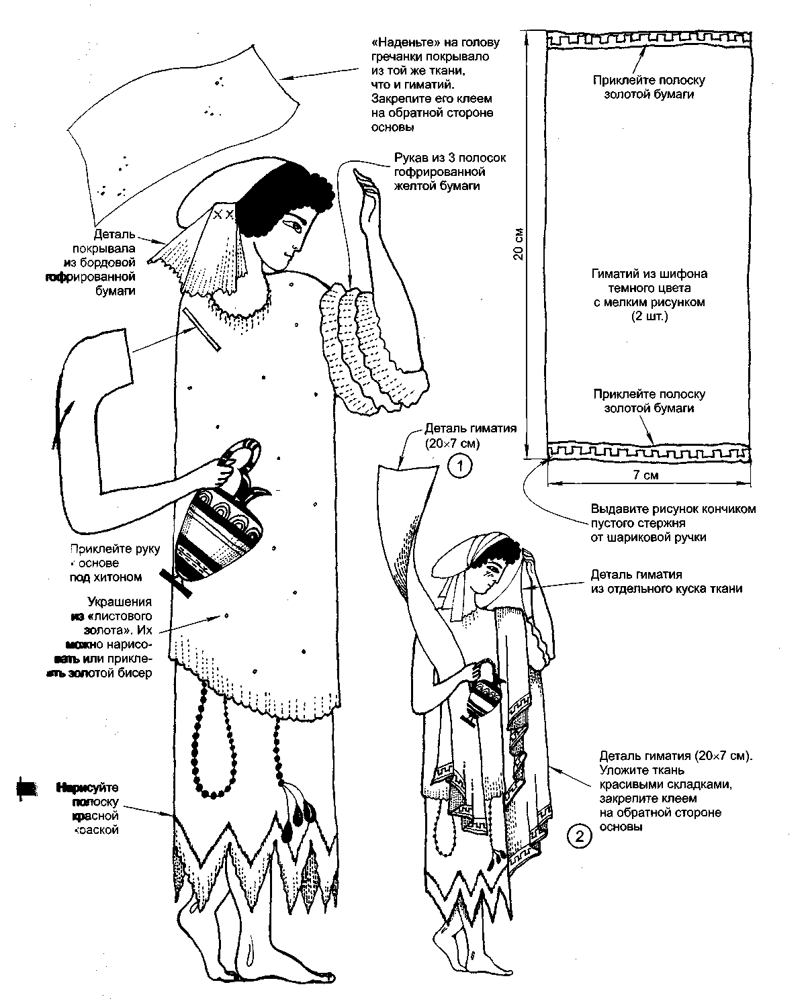 «Наденьте» на голову
гречанки покрывало
из той же ткани,
что и гиматий.
Закрепите его клеем
на обратной стороне
основы
Приклейте полоску
золотой бумаги
Рукав из 3 полосок
гофрированной
желтой бумаги
Деталь
покрывала
из бордовой
гофрированной
бумаги
20 см
Гиматий из шифона
темного цвета
с мелким рисунком
(2 шт.)
Приклейте полоску
золотой бумаги
7 см
Деталь гиматия
(20×7 см)
1
Выдавите рисунок кончиком
пустого стержня
от шариковой ручки
Приклейте руку
основе
под хитоном
Деталь гиматия
из отдельного куска ткани
Украшения
из «листового
золота». Их
можно нарисо-
вать или прикле-
ять золотой бисер
Деталь гиматия (20×7 см).
Уложите ткань
красивыми складками,
закрепите клеем
на обратной стороне
основы
2
Нарисуйте
полоску
красной
краской